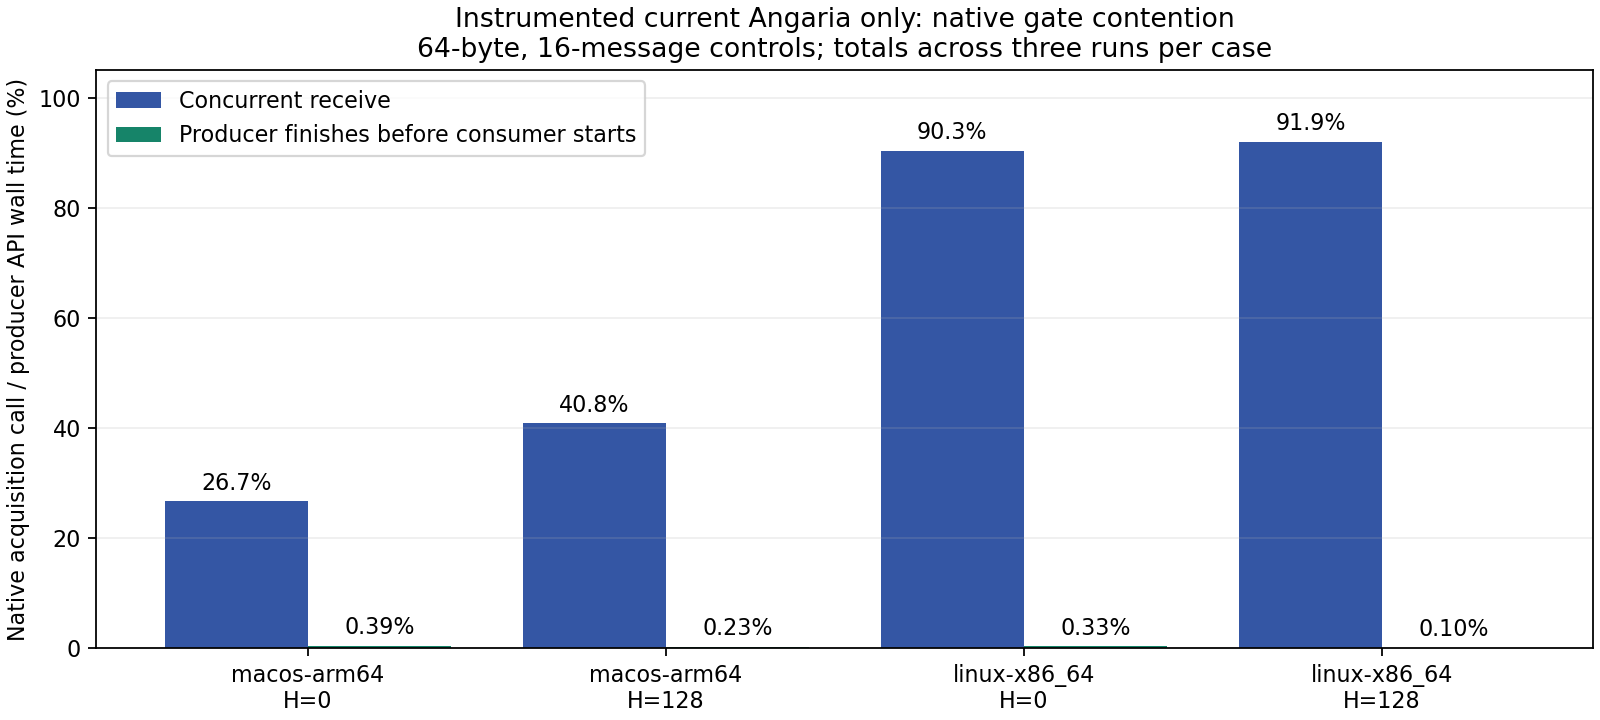 Instrumented current Angaria only: native gate contention
64-byte, 16-message controls; totals across three runs per case
Native acquisition call / producer API wall time (%)
100
80
60
40
20
0
Concurrent receive
Producer finishes before consumer starts
26.7%
0.39%
40.8%
0.23%
90.3%
0.33%
91.9%
0.10%
macos-arm64
H=0
macos-arm64
H=128
linux-x86_64
H=0
linux-x86_64
H=128